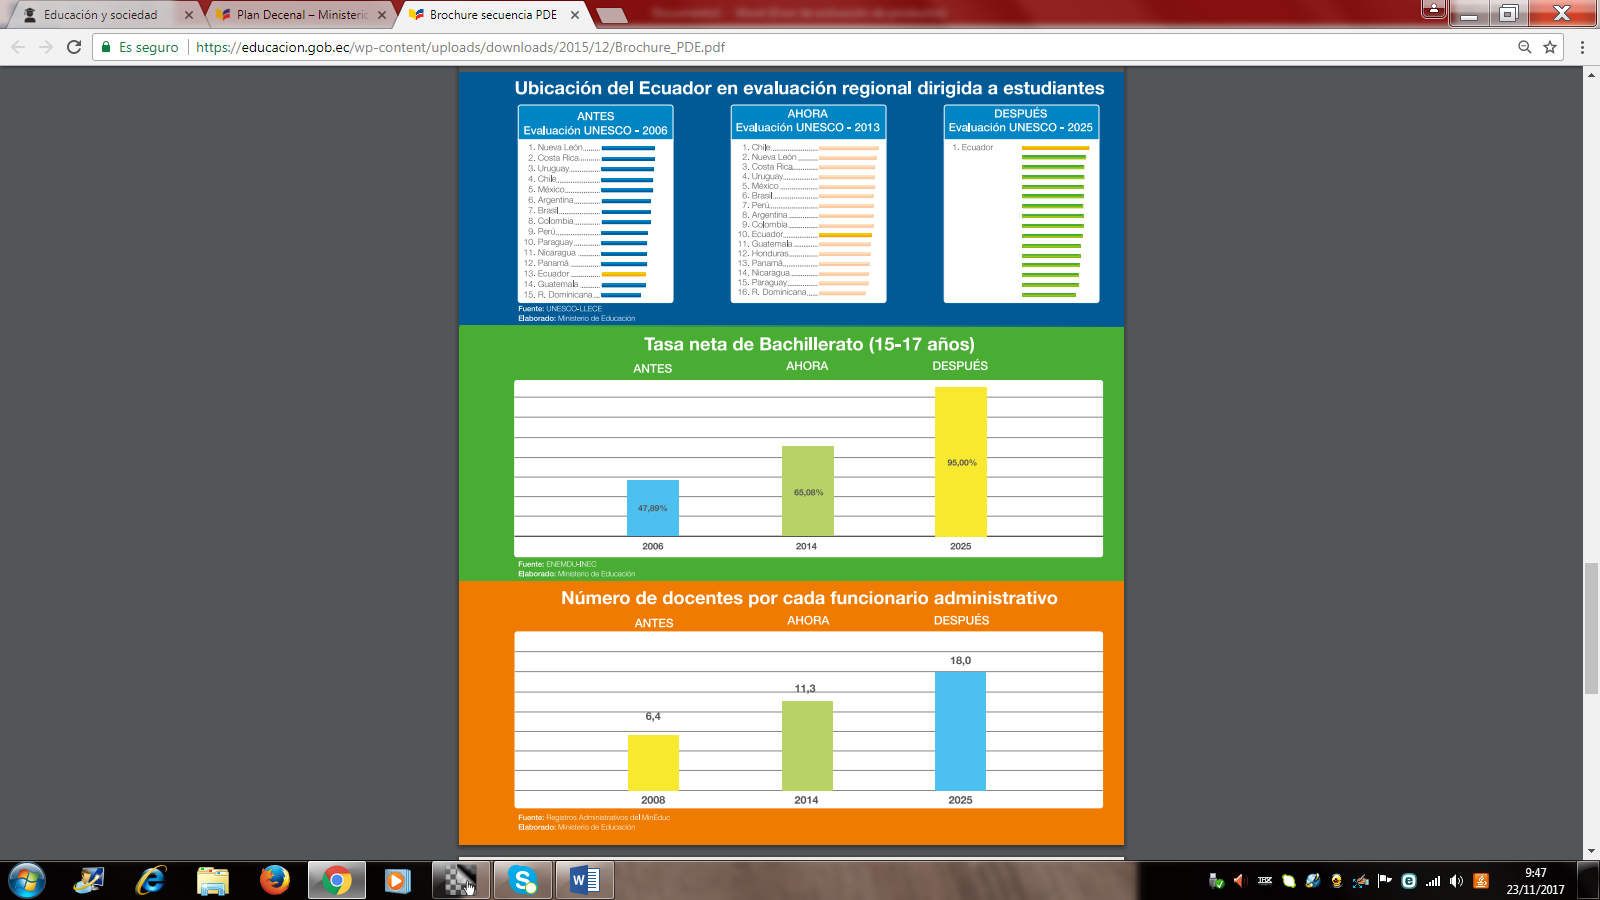 Educación y sociedad
Plan Decenal – Ministerio
Brochure secuencia PDE
Es seguro
https://educacion.gob.ec/wp-content/uploads/downloads/2015/12/Brochure_PDE.pdf
Ubicación del Ecuador en evaluación regional dirigida a estudiantes
ANTES
Evaluación UNESCO - 2006
1. Nueva León
2. Costa Rica
3. Uruguay
4. Chile
5. México
6. Argentina
7. Brasil
8. Colombia
9. Perú
10. Paraguay
11. Nicaragua
12. Panamá
13. Ecuador
14. Guatemala
15. R. Dominicana
AHORA
Evaluación UNESCO - 2013
1. Chile
2. Nueva León
3. Costa Rica
4. Uruguay
5. México
6. Brasil
7. Perú
8. Argentina
9. Colombia
10. Ecuador
11. Guatemala
12. Honduras
13. Panamá
14. Nicaragua
15. Paraguay
16. R. Dominicana
DESPUÉS
Evaluación UNESCO - 2025
1. Ecuador
Fuente: UNESCO-LLECE
Elaborado: Ministerio de Educación
Tasa neta de Bachillerato (15-17 años)
ANTES
AHORA
DESPUÉS
47,89%
65,08%
95,00%
2006
2014
2025
Fuente: ENEMDU-INEC
Elaborado: Ministerio de Educación
Número de docentes por cada funcionario administrativo
ANTES
AHORA
DESPUÉS
6,4
11,3
18,0
2008
2014
2025
Fuente: Registros Administrativos del MinEduc
Elaborado: Ministerio de Educación
9:47
23/11/2017